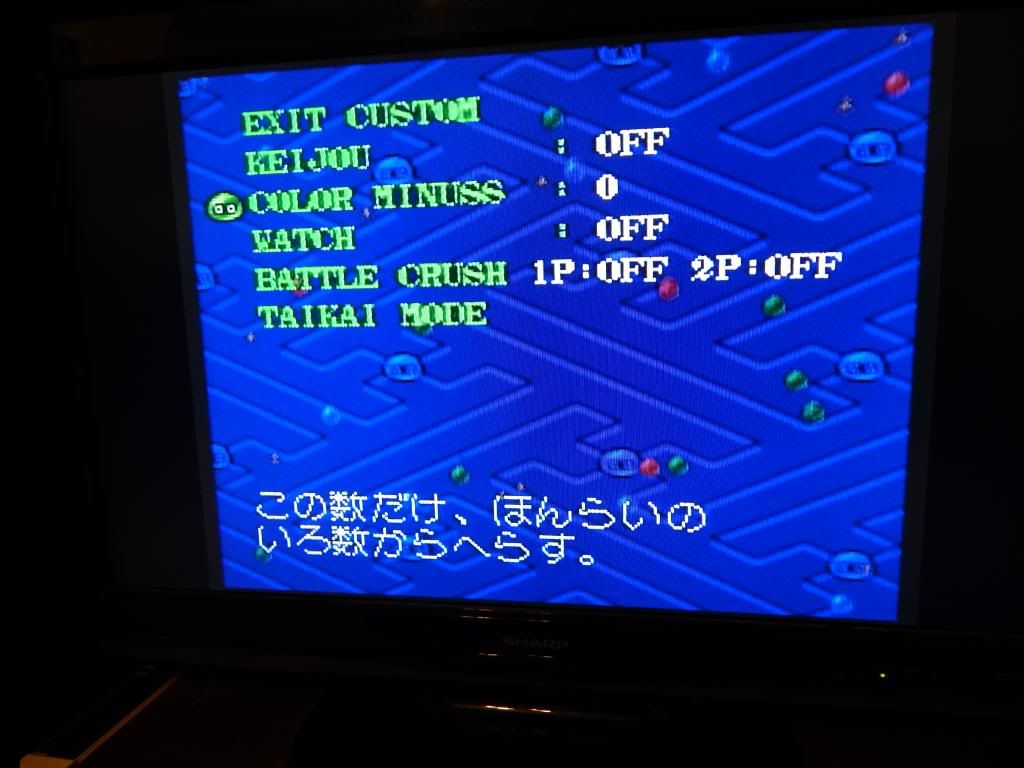 EXIT CUSTOM
KEIJOU : OFF
COLOR MINUSS : 0
WATCH : OFF
BATTLE CRUSH 1P:OFF 2P:OFF
TAIKAI MODE
この数だけ、ほんらいの
いろ数からへらす。
SHARP